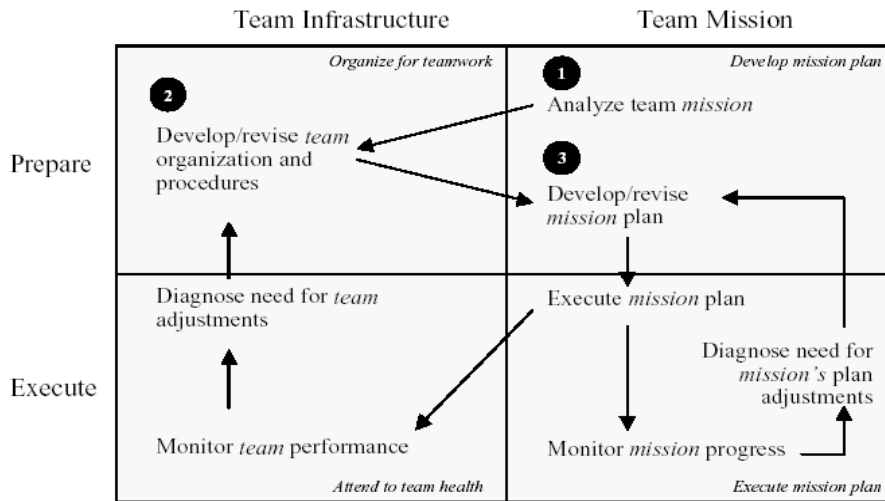 Team Infrastructure
Team Mission
Prepare
Organize for teamwork
2
Develop/revise team
organization and
procedures
1
Develop mission plan
Analyze team mission
3
Develop/revise
mission plan
Execute
Diagnose need for team
adjustments
Monitor team performance
Attend to team health
Execute mission plan
Diagnose need for
mission's plan
adjustments
Monitor mission progress
Execute mission plan